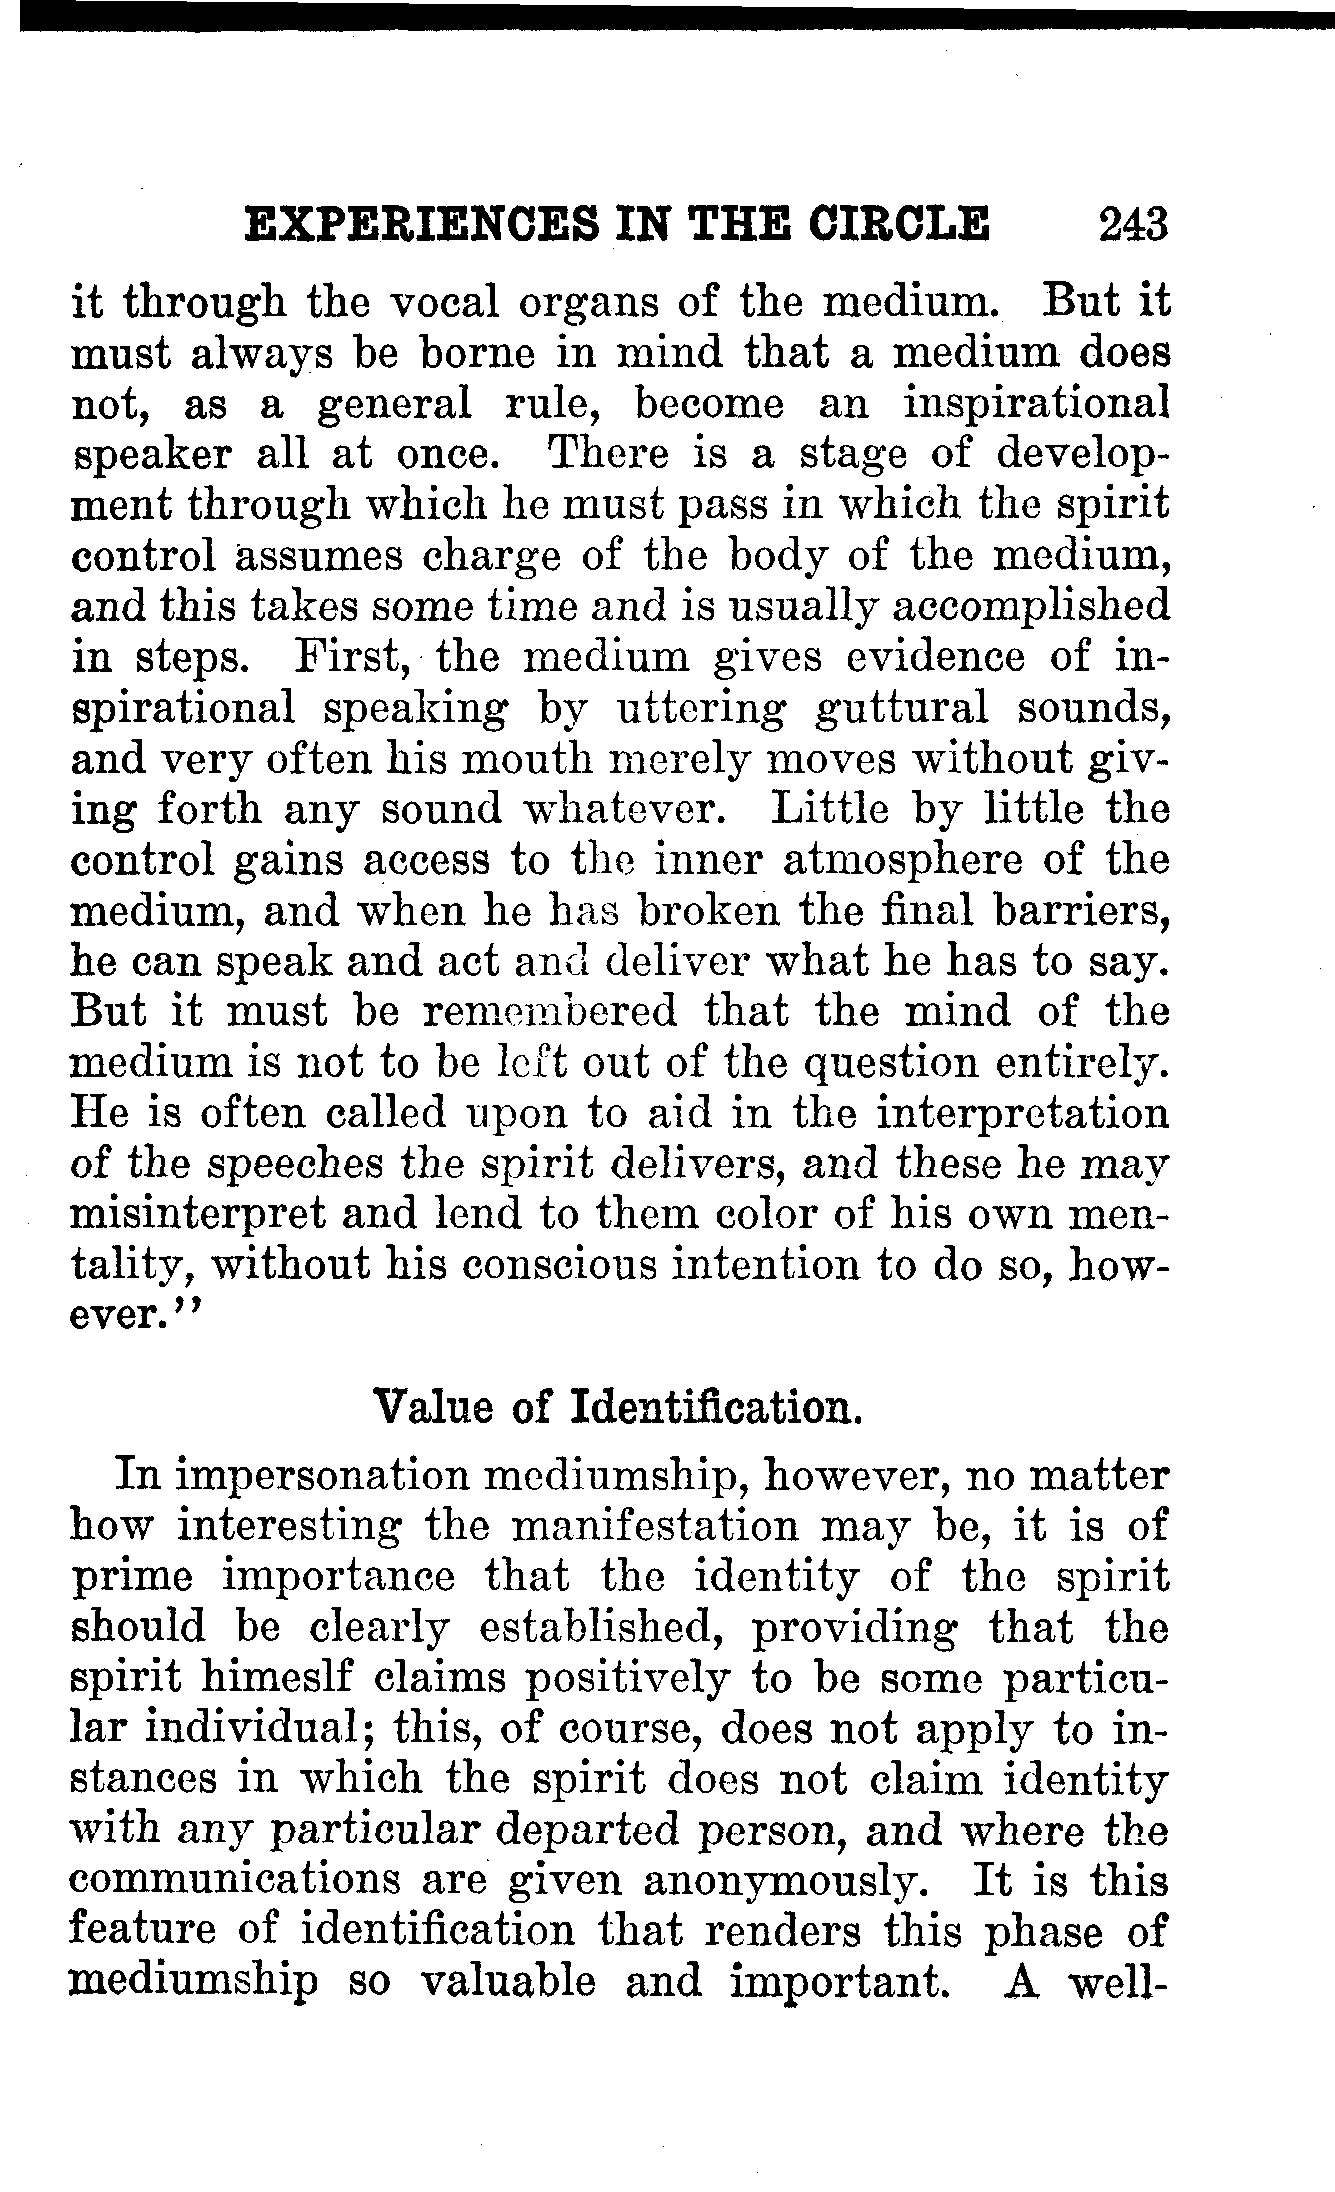 EXPERIENCES IN THE CIRCLE 243
it through the vocal organs of the medium. But it
must always be borne in mind that a medium does
not, as a general rule, become an inspirational
speaker all at once. There is a stage of develop-
ment through which he must pass in which the spirit
control assumes charge of the body of the medium,
and this takes some time and is usually accomplished
in steps. First, the medium gives evidence of in-
spirational speaking by uttering guttural sounds,
and very often his mouth merely moves without giv-
ing forth any sound whatever. Little by little the
control gains access to the inner atmosphere of the
medium, and when he has broken the final barriers,
he can speak and act and deliver what he has to say.
But it must be remembered that the mind of the
medium is not to be left out of the question entirely.
He is often called upon to aid in the interpretation
of the speeches the spirit delivers, and these he may
misinterpret and lend to them color of his own men-
tality, without his conscious intention to do so, how-
ever.’’
Value of Identification.
In impersonation mediumship, however, no matter
how interesting the manifestation may be, it is of
prime importance that the identity of the spirit
should be clearly established, providing that the
spirit himeslf claims positively to be some particu-
lar individual; this, of course, does not apply to in-
stances in which the spirit does not claim identity
with any particular departed person, and where the
communications are given anonymously. It is this
feature of identification that renders this phase of
mediumship so valuable and important. A well-